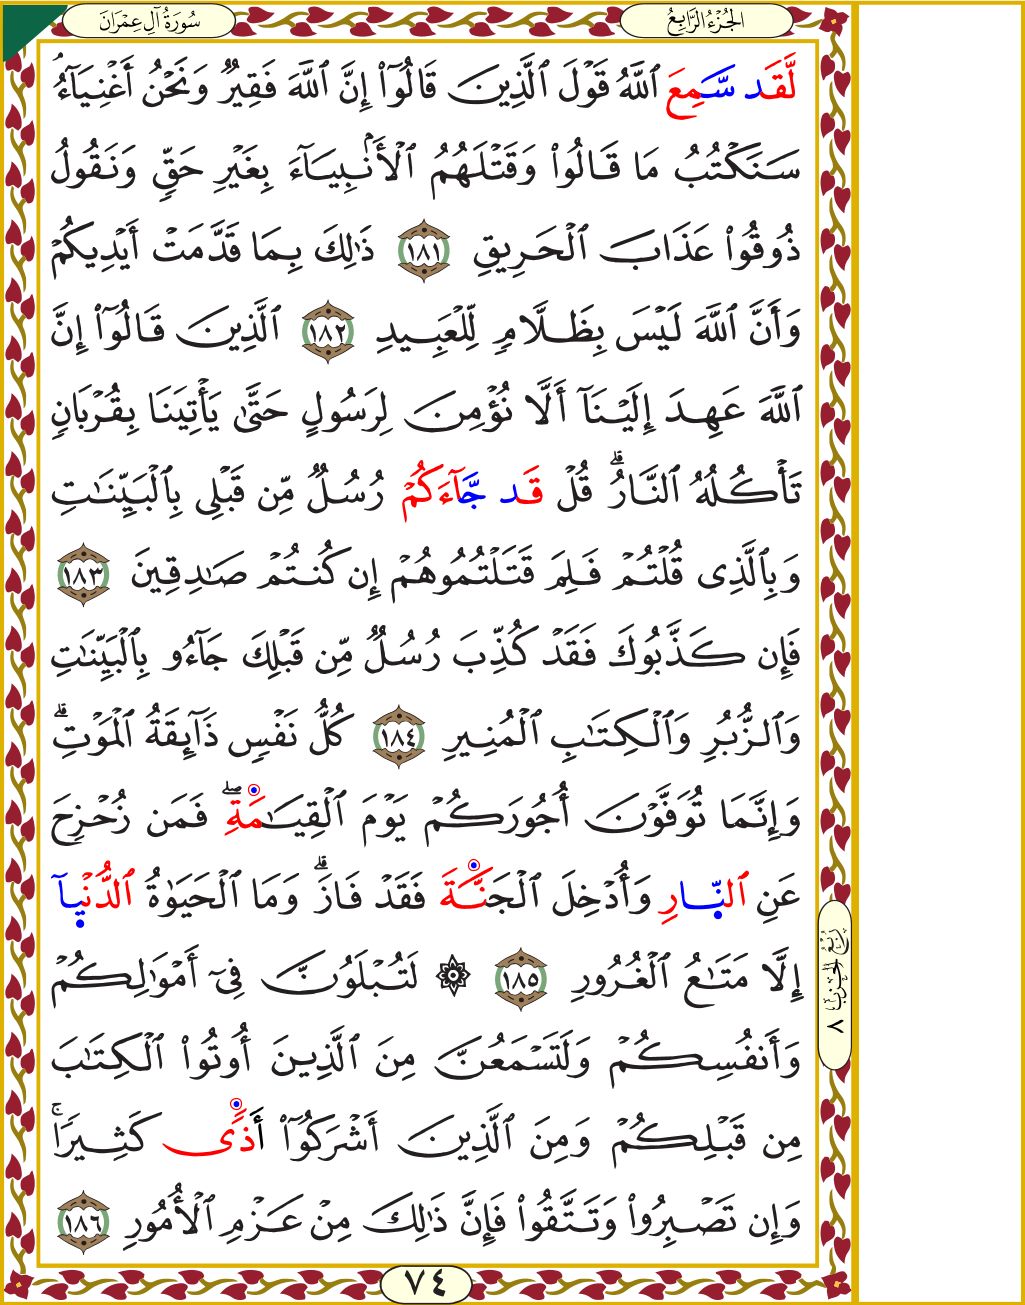 سُورَةُ آلِ عِمْرَانَ
الجُزْءُ الرَّابِعُ
لَّقَد سَّمِعَ ٱللَّهُ قَوْلَ ٱلَّذِينَ قَالُوٓاْ إِنَّ ٱللَّهَ فَقِيرٌ وَنَحْنُ أَغْنِيَآءُۘ
سَنَكْتُبُ مَا قَالُواْ وَقَتْلَهُمُ ٱلْأَنۢبِيَآءَ بِغَيْرِ حَقٍّ وَنَقُولُ
ذُوقُواْ عَذَابَ ٱلْحَرِيقِ ١٨١ ذَٰلِكَ بِمَا قَدَّمَتْ أَيْدِيكُمْ
وَأَنَّ ٱللَّهَ لَيْسَ بِظَلَّامٍ لِّلْعَبِيدِ ١٨٢ ٱلَّذِينَ قَالُوٓاْ إِنَّ
ٱللَّهَ عَهِدَ إِلَيْنَآ أَلَّا نُؤْمِنَ لِرَسُولٍ حَتَّىٰ يَأْتِيَنَا بِقُرْبَانٍ
تَأْكُلُهُ ٱلنَّارُۗ قُلْ قَد جَّآءَكُمْ رُسُلٌ مِّن قَبْلِى بِٱلْبَيِّنَٰتِ
وَبِٱلَّذِى قُلْتُمْ فَلِمَ قَتَلْتُمُوهُمْ إِن كُنتُمْ صَٰدِقِينَ ١٨٣
فَإِن كَذَّبُوكَ فَقَدْ كُذِّبَ رُسُلٌ مِّن قَبْلِكَ جَآءُو بِٱلْبَيِّنَٰتِ
وَٱلزُّبُرِ وَٱلْكِتَٰبِ ٱلْمُنِيرِ ١٨٤ كُلُّ نَفْسٍ ذَآئِقَةُ ٱلْمَوْتِۗ
وَإِنَّمَا تُوَفَّوْنَ أُجُورَكُمْ يَوْمَ ٱلْقِيَٰمَةِۖ فَمَن زُحْزِحَ
عَنِ ٱلنَّارِ وَأُدْخِلَ ٱلْجَنَّةَ فَقَدْ فَازَۗ وَمَا ٱلْحَيَوٰةُ ٱلدُّنْيَآ
إِلَّا مَتَٰعُ ٱلْغُرُورِ ١٨٥ ۞ لَتُبْلَوُنَّ فِىٓ أَمْوَٰلِكُمْ
وَأَنفُسِكُمْ وَلَتَسْمَعُنَّ مِنَ ٱلَّذِينَ أُوتُواْ ٱلْكِتَٰبَ
مِن قَبْلِكُمْ وَمِنَ ٱلَّذِينَ أَشْرَكُوٓاْ أَذًى كَثِيرًاۚ
وَإِن تَصْبِرُواْ وَتَتَّقُواْ فَإِنَّ ذَٰلِكَ مِنْ عَزْمِ ٱلْأُمُورِ ١٨٦
رُبْعُ الحِزْبِ ٨
٧٤